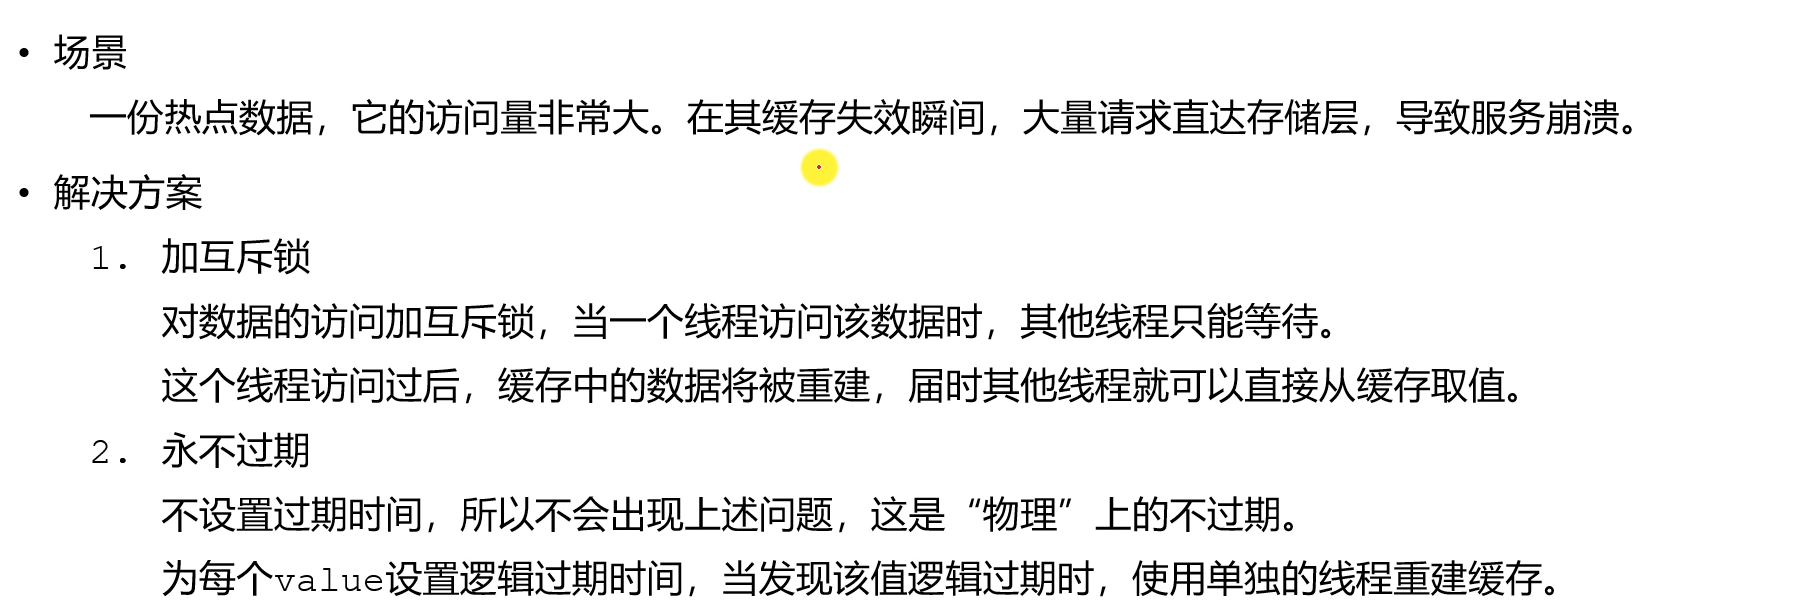 • 场景
一份热点数据，它的访问量非常大。在其缓存失效瞬间，大量请求直达存储层，导致服务崩溃。
• 解决方案
1. 加互斥锁
对数据的访问加互斥锁，当一个线程访问该数据时，其他线程只能等待。
这个线程访问过后，缓存中的数据将被重建，届时其他线程就可以直接从缓存取值。
2. 永不过期
不设置过期时间，所以不会出现上述问题，这是“物理”上的不过期。
为每个value设置逻辑过期时间，当发现该值逻辑过期时，使用单独的线程重建缓存。